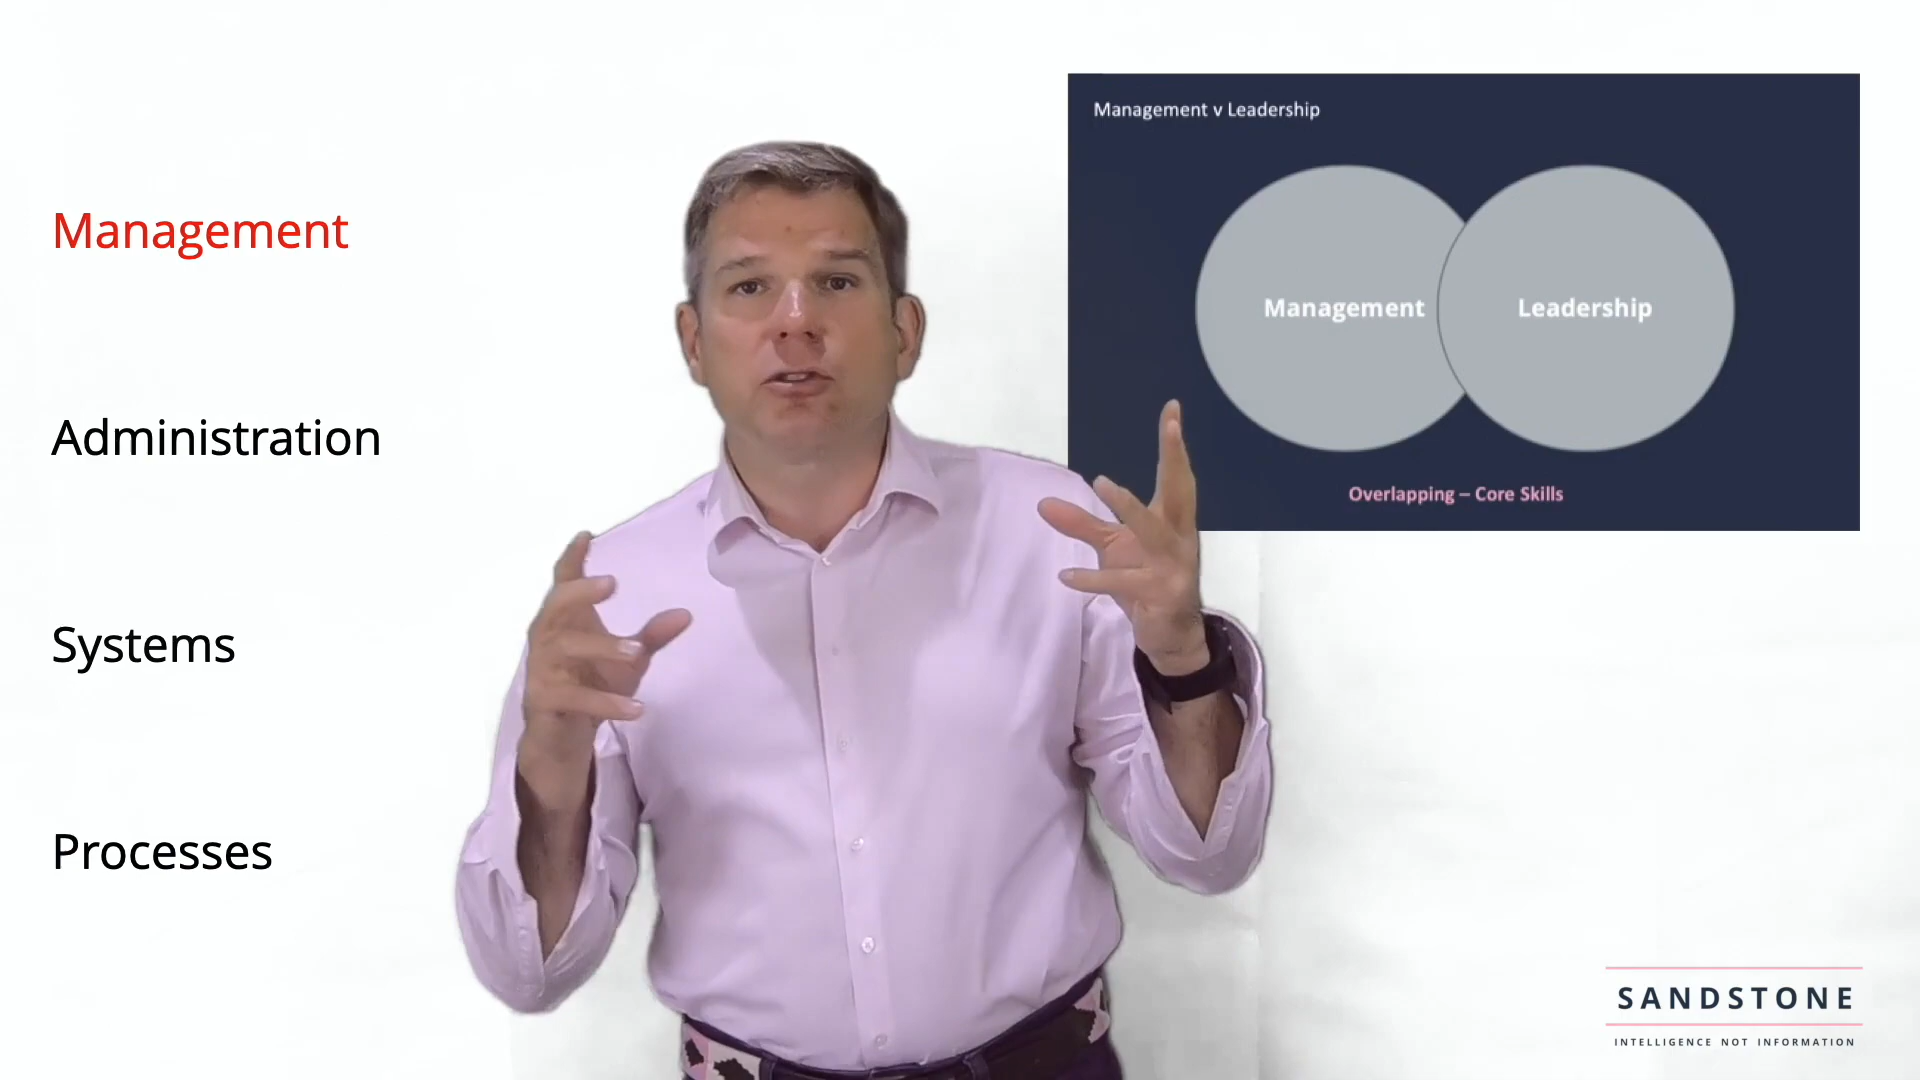 Management
Administration
Systems
Processes
Management v Leadership
Management
Leadership
Overlapping – Core Skills
SANDSTONE
INTELLIGENCE NOT INFORMATION